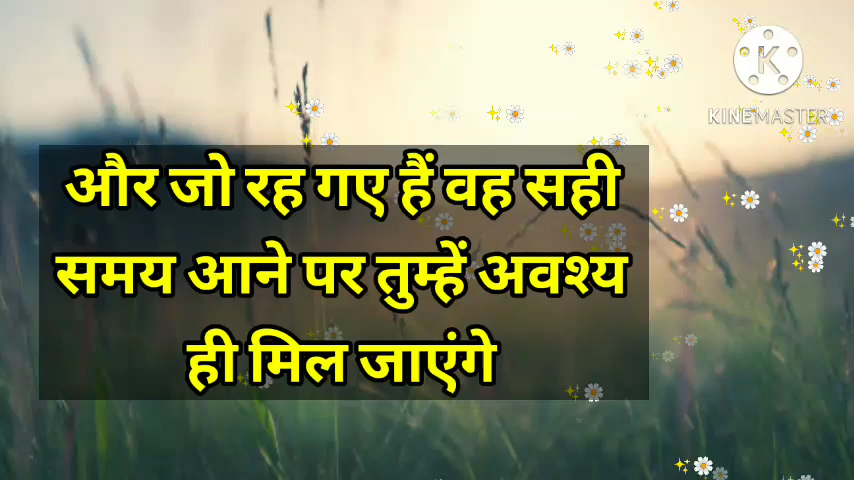 KINEMASTER
और जो रह गए हैं वह सही
समय आने पर तुम्हें अवश्य
ही मिल जाएंगे